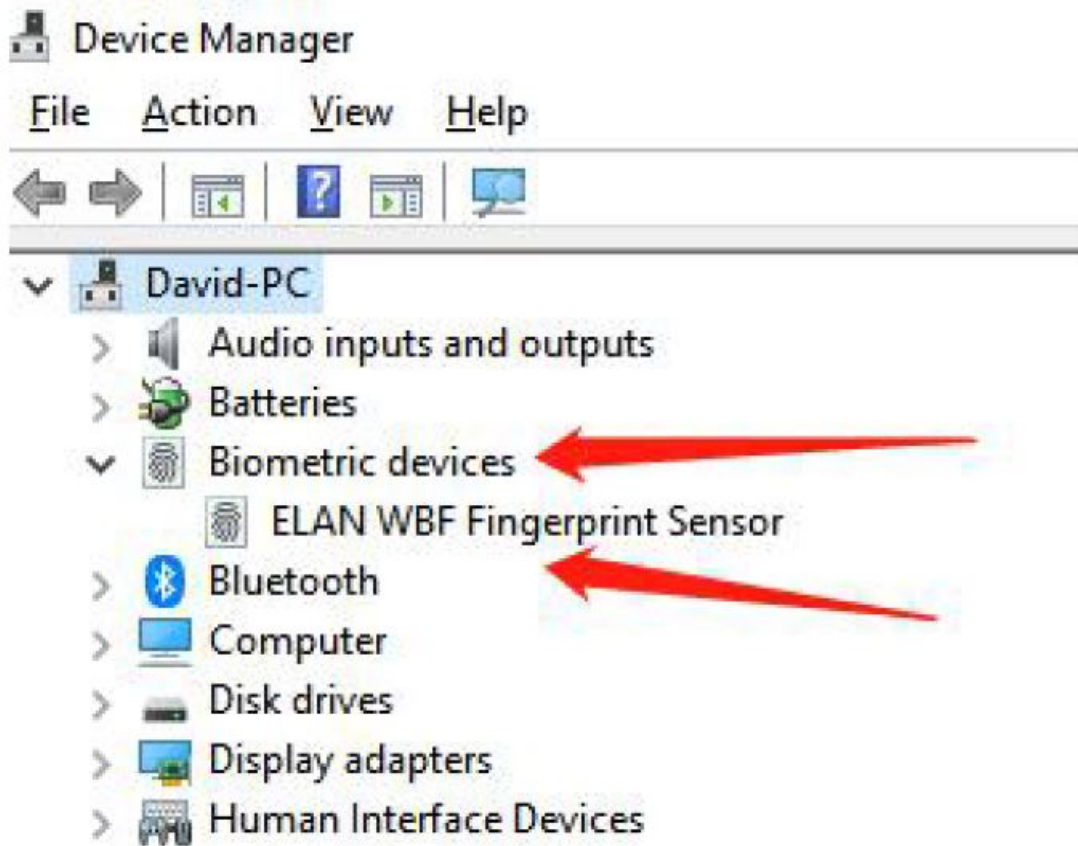 Device Manager
File Action View Help
David-PC
Audio inputs and outputs
Batteries
Biometric devices
ELAN WBF Fingerprint Sensor
Bluetooth
Computer
Disk drives
Display adapters
Human Interface Devices